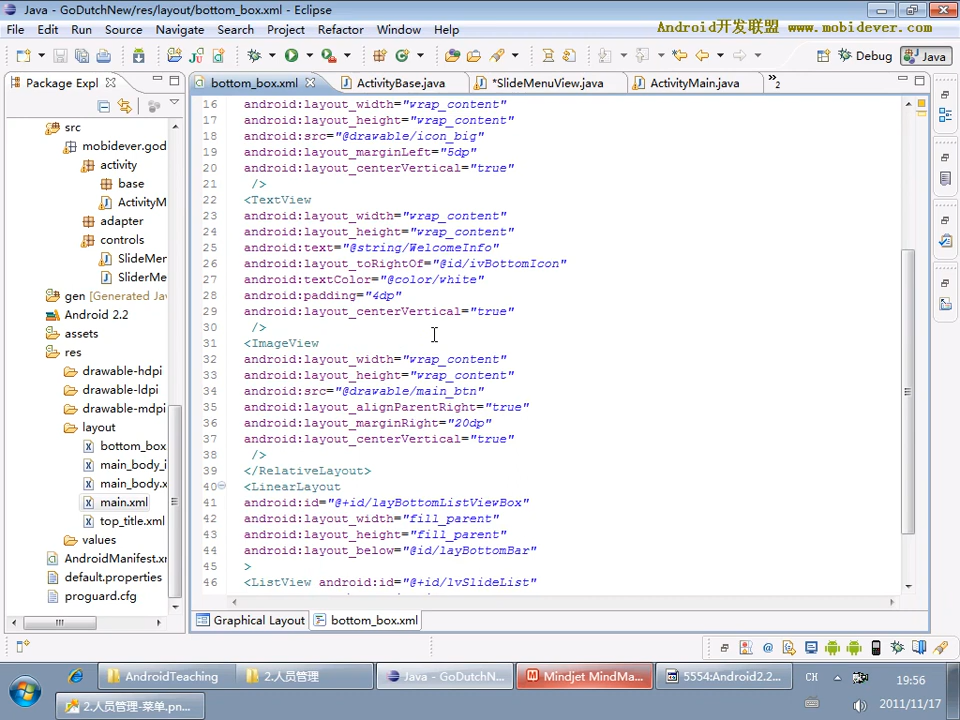 Java - GoDutchNew/res/layout/bottom_box.xml - Eclipse
File Edit Run Source Navigate Search Project Refactor Window Help
Android开发联盟 www.mobidever.com
Debug Java
Package Expl
bottom_box.xml ActivityBase.java *SlideMenuView.java ActivityMain.java »2
src
mobidever.god
activity
base
ActivityM
adapter
controls
SlideMer
SliderMe
gen [Generated Jav
Android 2.2
assets
res
drawable-hdpi
drawable-ldpi
drawable-mdpi
layout
bottom_box
main_body_i
main_body.x
main.xml
top_title.xml
values
AndroidManifest.xr
default.properties
proguard.cfg
16 android:layout_width="wrap_content"
17 android:layout_height="wrap_content"
18 android:src="@drawable/icon_big"
19 android:layout_marginLeft="5dp"
20 android:layout_centerVertical="true"
21 />
22 <TextView
23 android:layout_width="wrap_content"
24 android:layout_height="wrap_content"
25 android:text="@string/WelcomeInfo"
26 android:layout_toRightOf="@id/ivBottomIcon"
27 android:textColor="@color/white"
28 android:padding="4dp"
29 android:layout_centerVertical="true"
30 />
31 <ImageView
32 android:layout_width="wrap_content"
33 android:layout_height="wrap_content"
34 android:src="@drawable/main_btn"
35 android:layout_alignParentRight="true"
36 android:layout_marginRight="20dp"
37 android:layout_centerVertical="true"
38 />
39 </RelativeLayout>
40 <LinearLayout
41 android:id="@+id/layBottomListViewBox"
42 android:layout_width="fill_parent"
43 android:layout_height="fill_parent"
44 android:layout_below="@id/layBottomBar"
45 >
46 <ListView android:id="@+id/lvSlideList"
Graphical Layout bottom_box.xml
AndroidTeaching 2.人员管理 Java - GoDutchN... Mindjet MindMa... 5554:Android2.2... CH 19:56
2.人员管理-菜单.pn... 2011/11/17